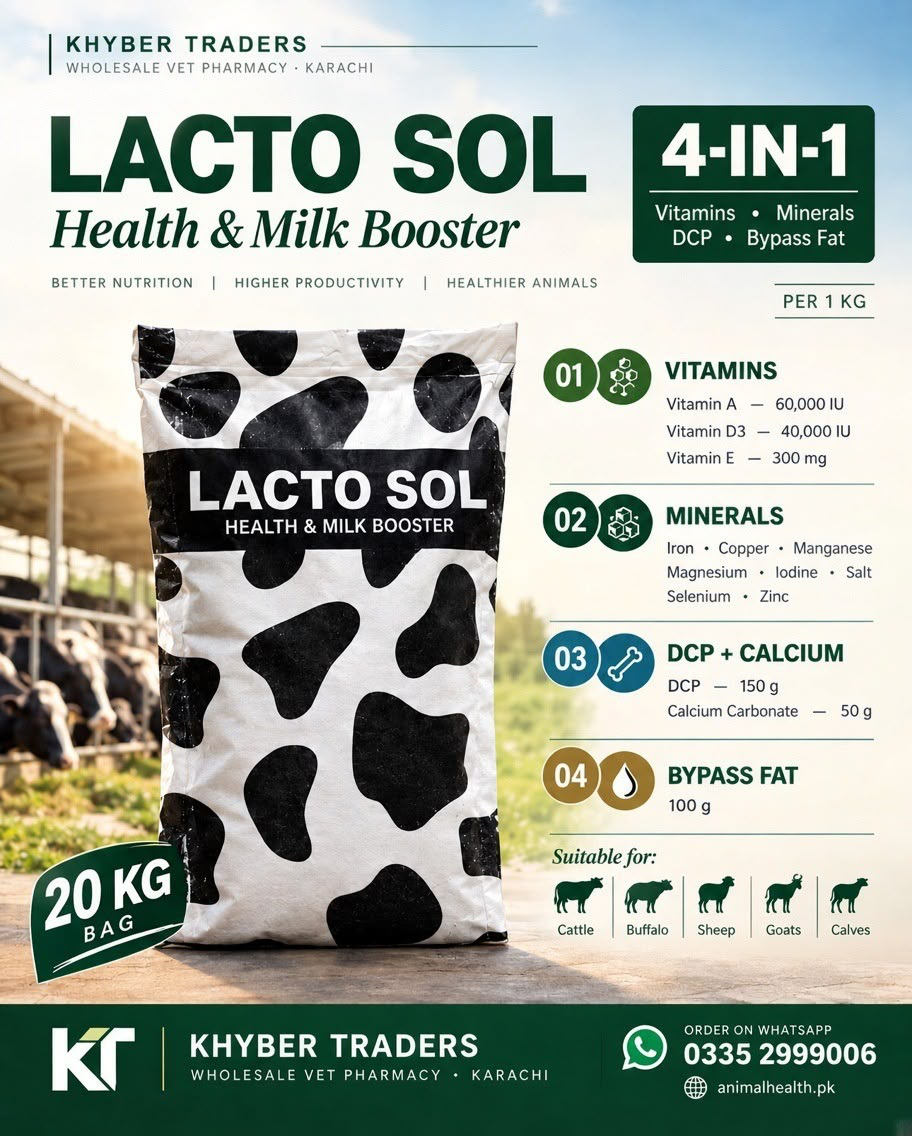 KHYBER TRADERS
WHOLESALE VET PHARMACY · KARACHI
LACTO SOL
Health & Milk Booster
BETTER NUTRITION | HIGHER PRODUCTIVITY | HEALTHIER ANIMALS
4-IN-1
Vitamins • Minerals
DCP • Bypass Fat
PER 1 KG
LACTO SOL
HEALTH & MILK BOOSTER
20 KG
BAG
01 VITAMINS
Vitamin A — 60,000 IU
Vitamin D3 — 40,000 IU
Vitamin E — 300 mg
02 MINERALS
Iron • Copper • Manganese
Magnesium • Iodine • Salt
Selenium • Zinc
03 DCP + CALCIUM
DCP — 150 g
Calcium Carbonate — 50 g
04 BYPASS FAT
100 g
Suitable for:
Cattle Buffalo Sheep Goats Calves
KT
KHYBER TRADERS
WHOLESALE VET PHARMACY • KARACHI
ORDER ON WHATSAPP
0335 2999006
animalhealth.pk